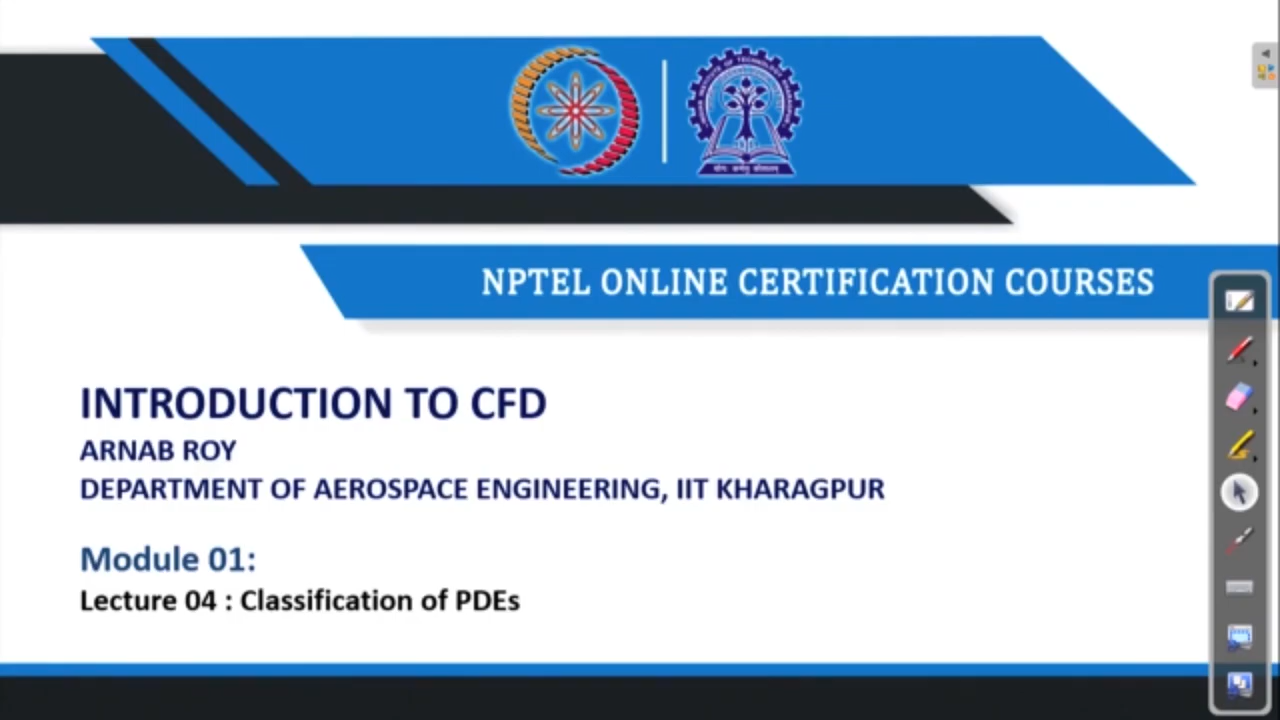 NPTEL ONLINE CERTIFICATION COURSES
INTRODUCTION TO CFD
ARNAB ROY
DEPARTMENT OF AEROSPACE ENGINEERING, IIT KHARAGPUR
Module 01:
Lecture 04 : Classification of PDEs